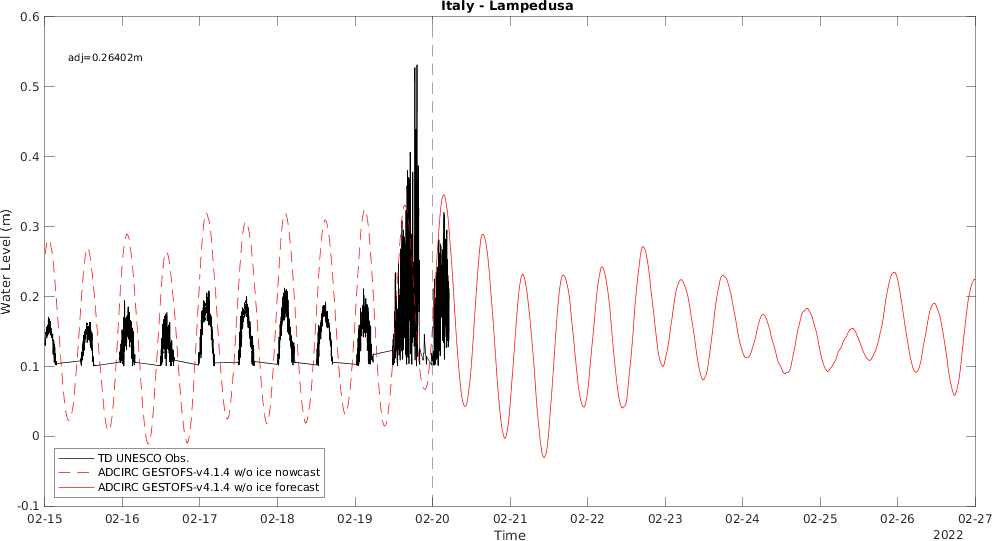 Italy - Lampedusa
adj=0.26402m
Water Level (m)
0.6
0.5
0.4
0.3
0.2
0.1
0
-0.1
TD UNESCO Obs.
ADCIRC GESTOFS-v4.1.4 w/o ice nowcast
ADCIRC GESTOFS-v4.1.4 w/o ice forecast
02-15 02-16 02-17 02-18 02-19 02-20 02-21 02-22 02-23 02-24 02-25 02-26 02-27
Time
2022